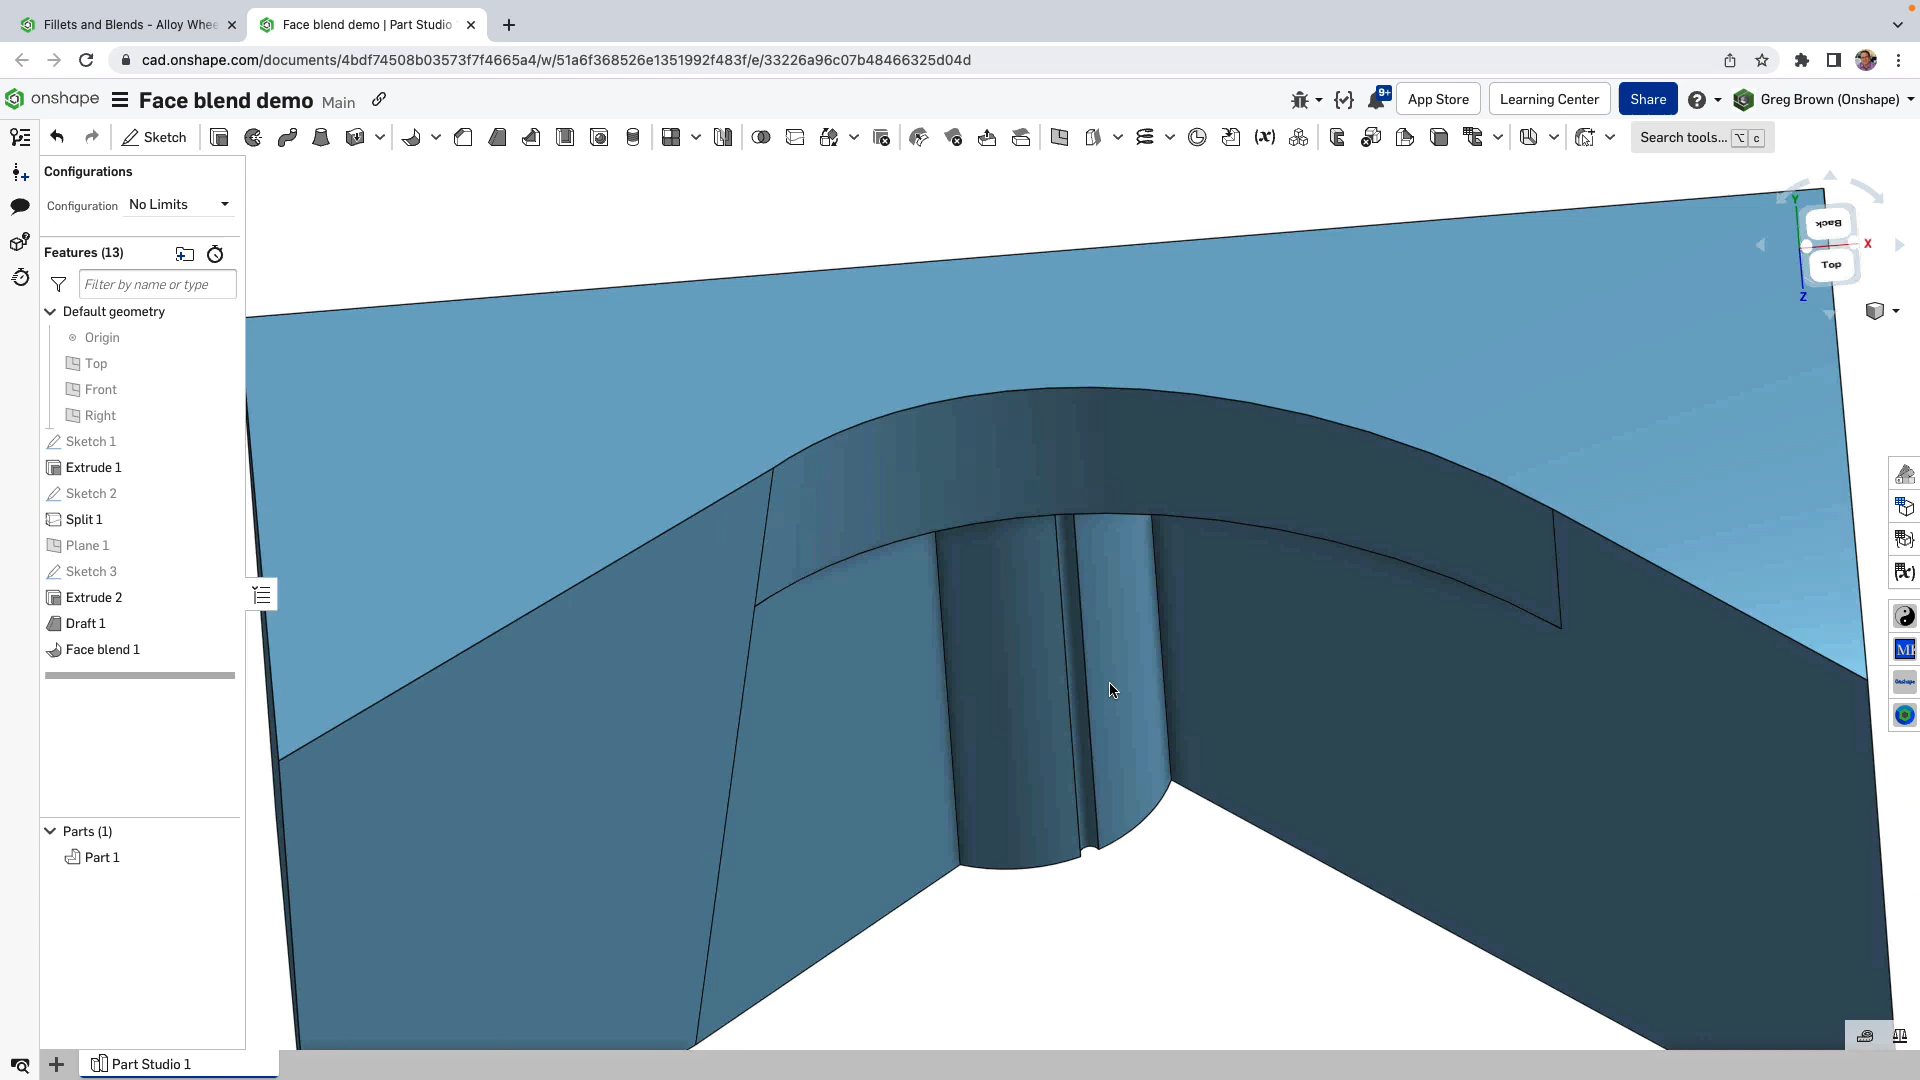 Fillets and Blends - Alloy Whee
Face blend demo | Part Studio
cad.onshape.com/documents/4bdf74508b03573f7f4665a4/w/51a6f368526e1351992f483f/e/33226a96c07b48466325d04d
onshape
Face blend demo Main
9+
App Store
Learning Center
Share
Greg Brown (Onshape)
Sketch
(x)
Search tools... ⌥ c
Configurations
Configuration No Limits
Features (13)
Filter by name or type
Default geometry
Origin
Top
Front
Right
Sketch 1
Extrude 1
Sketch 2
Split 1
Plane 1
Sketch 3
Extrude 2
Draft 1
Face blend 1
Parts (1)
Part 1
Y
Back
X
Top
Z
(x)
Onshape
Part Studio 1